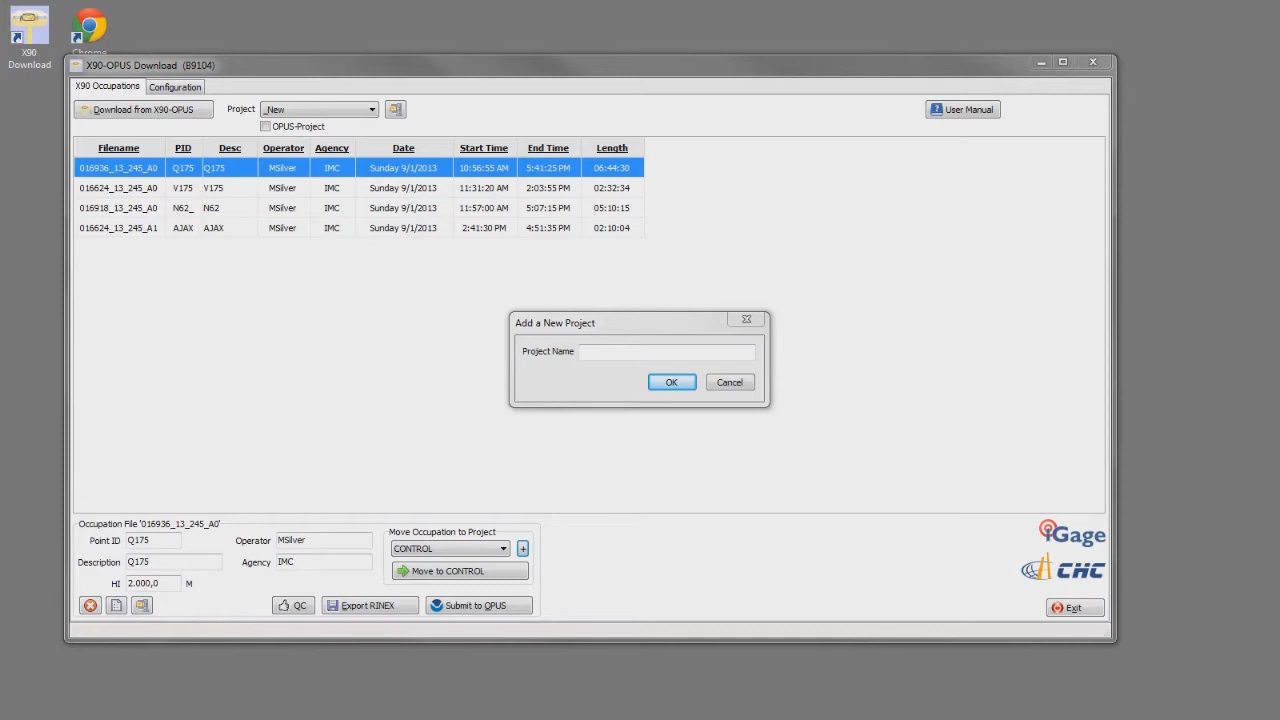 X90
Download
Chrome
X90-OPUS Download (B9104)
X90 Occupations Configuration
Download from X90-OPUS Project _New User Manual
OPUS-Project
Filename PID Desc Operator Agency Date Start Time End Time Length
016936_13_245_A0 Q175 Q175 MSilver IMC Sunday 9/1/2013 10:56:55 AM 5:41:25 PM 06:44:30
016624_13_245_A0 V175 V175 MSilver IMC Sunday 9/1/2013 11:31:20 AM 2:03:55 PM 02:32:34
016918_13_245_A0 N62_ N62 MSilver IMC Sunday 9/1/2013 11:57:00 AM 5:07:15 PM 05:10:15
016624_13_245_A1 AJAX AJAX MSilver IMC Sunday 9/1/2013 2:41:30 PM 4:51:35 PM 02:10:04
Add a New Project
Project Name
OK Cancel
Occupation File '016936_13_245_A0'
Point ID Q175 Operator MSilver
Description Q175 Agency IMC
HI 2.000,0 M
Move Occupation to Project
CONTROL +
Move to CONTROL
QC Export RINEX Submit to OPUS
iGage
CHC
Exit